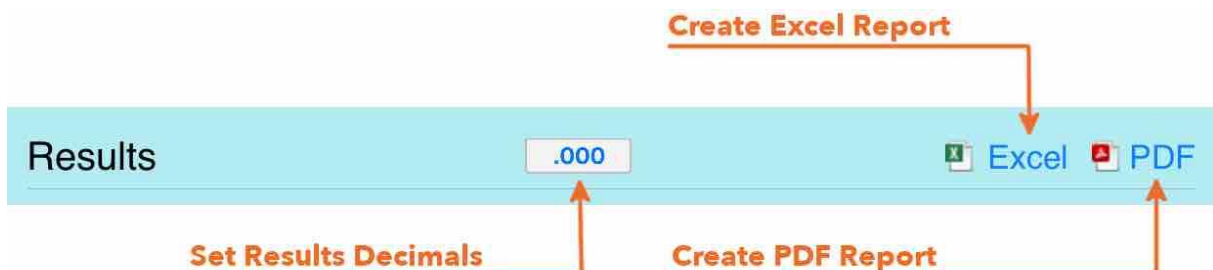 Create Excel Report
Results .000 Excel PDF
Set Results Decimals Create PDF Report